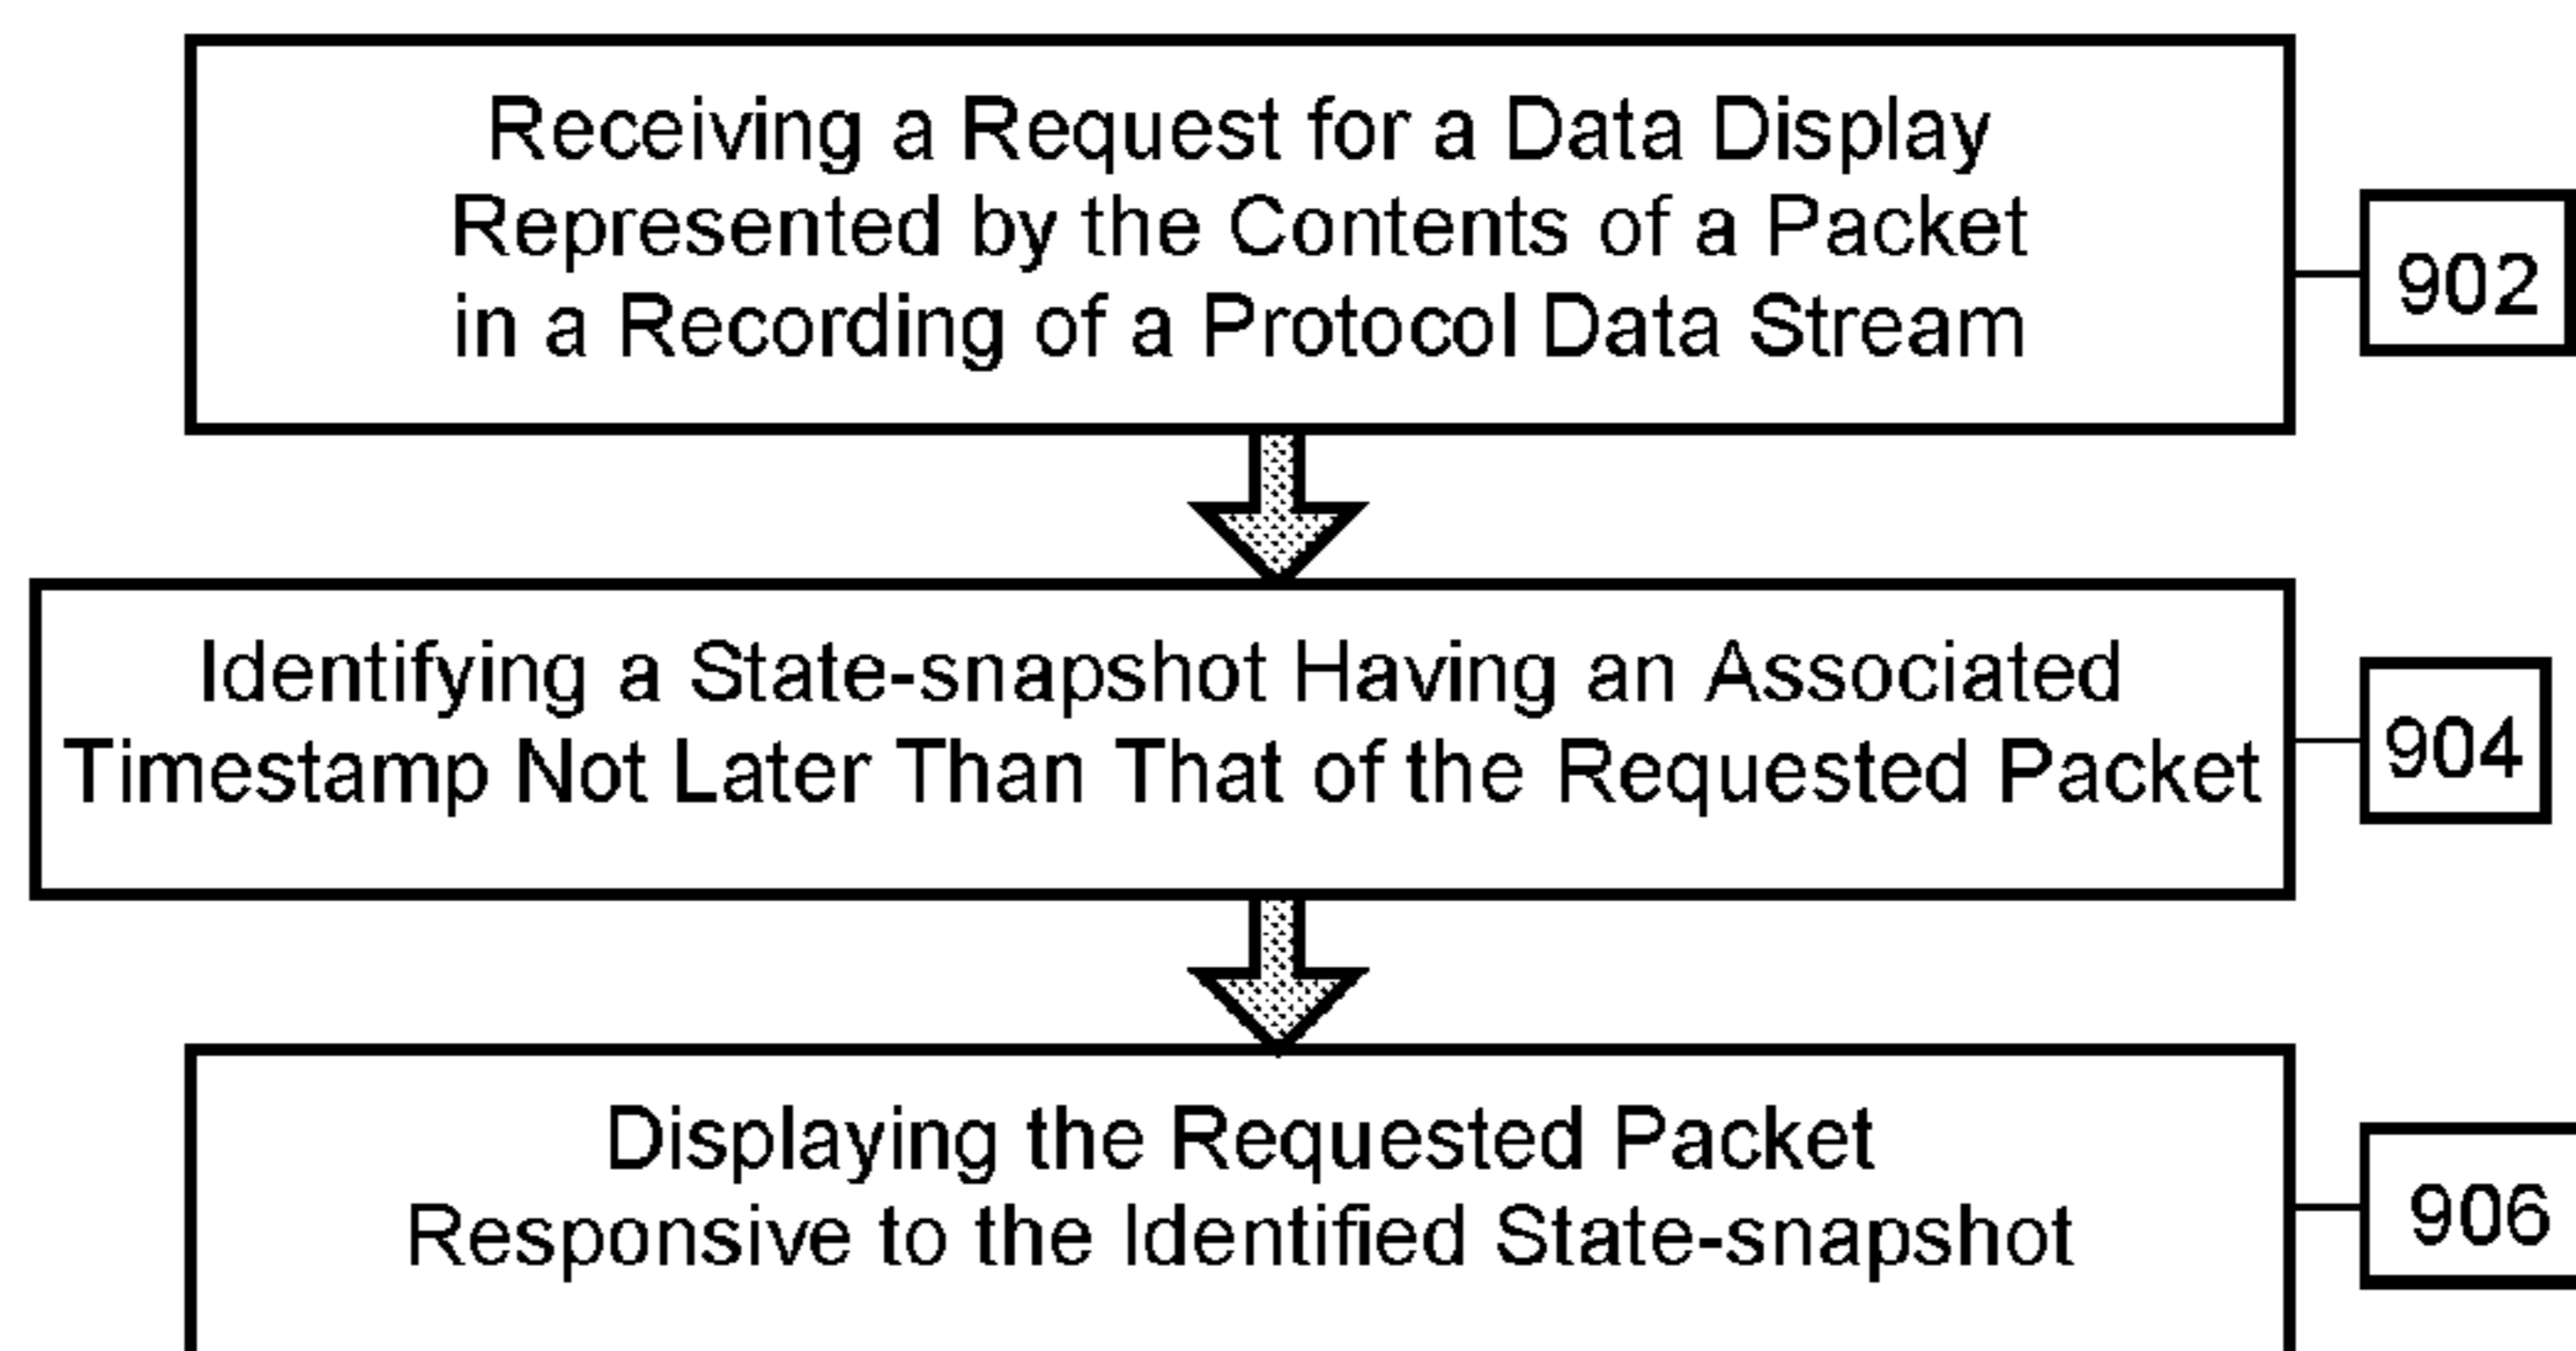 Receiving a Request for a Data Display
Represented by the Contents of a Packet
in a Recording of a Protocol Data Stream
902
Identifying a State-snapshot Having an Associated
Timestamp Not Later Than That of the Requested Packet
904
Displaying the Requested Packet
Responsive to the Identified State-snapshot
906